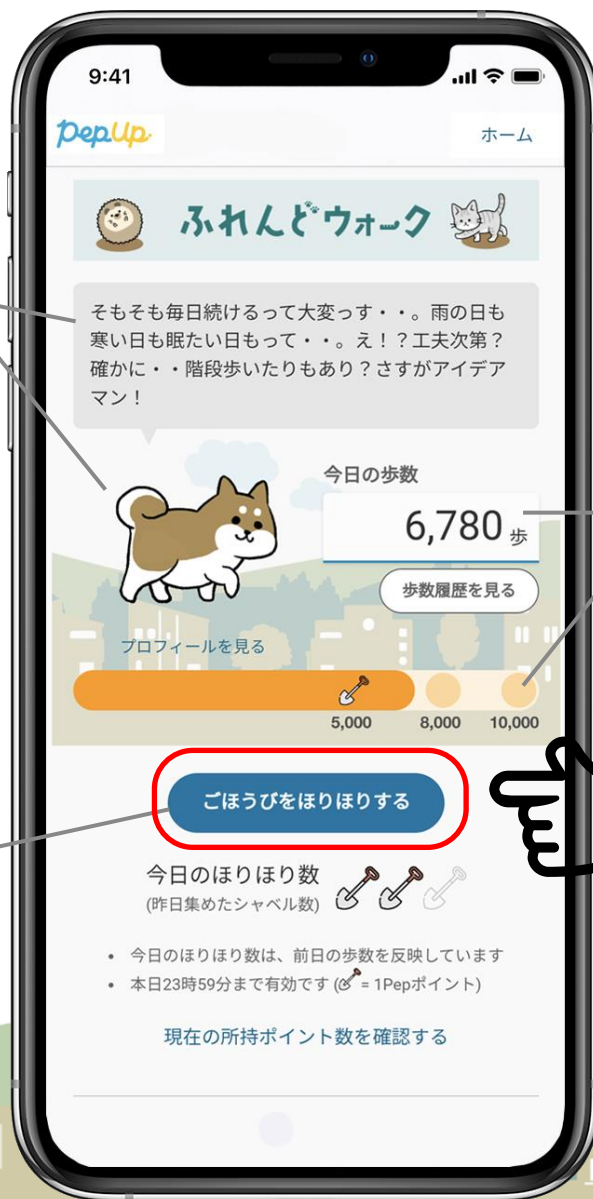 9:41
PepUp
ホーム
ふれんどウォーク
そもそも毎日続けるって大変っす・・。雨の日も
寒い日も眠たい日もって・・。え！？工夫次第？
確かに・・階段歩いたりもあり？さすがアイデア
マン！
今日の歩数
6,780 歩
歩数履歴を見る
プロフィールを見る
5,000 8,000 10,000
ごほうびをほりほりする
今日のほりほり数
(昨日集めたシャベル数)
• 今日のほりほり数は、前日の歩数を反映しています
• 本日23時59分まで有効です ( = 1Pepポイント)
現在の所持ポイント数を確認する